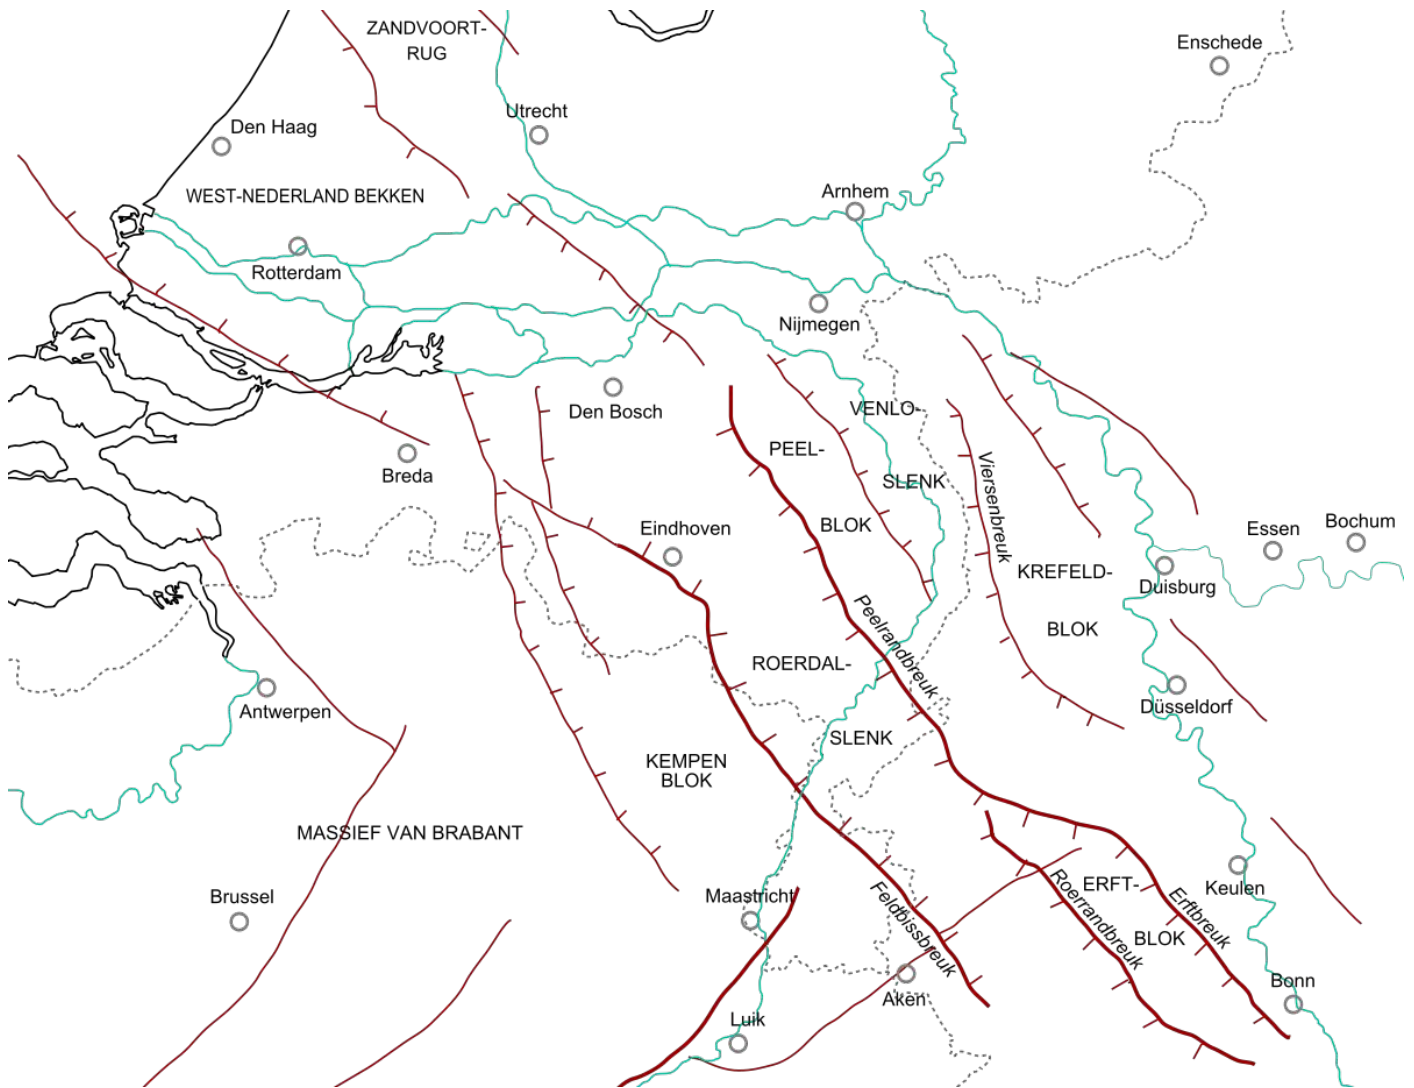 ZANDVOORT-
RUG
Enschede
Utrecht
Den Haag
WEST-NEDERLAND BEKKEN
Arnhem
Rotterdam
Nijmegen
Den Bosch
VENLO-
SLENK
PEEL-
BLOK
Breda
Viersenbreuk
Eindhoven
Essen
Bochum
Duisburg
KREFELD-
BLOK
Peelrandbreuk
ROERDAL-
SLENK
Antwerpen
Düsseldorf
KEMPEN
BLOK
MASSIEF VAN BRABANT
Brussel
Maastricht
Feldbissbreuk
Roerrandbreuk
ERFT-
BLOK
Erftbreuk
Keulen
Aken
Bonn
Luik